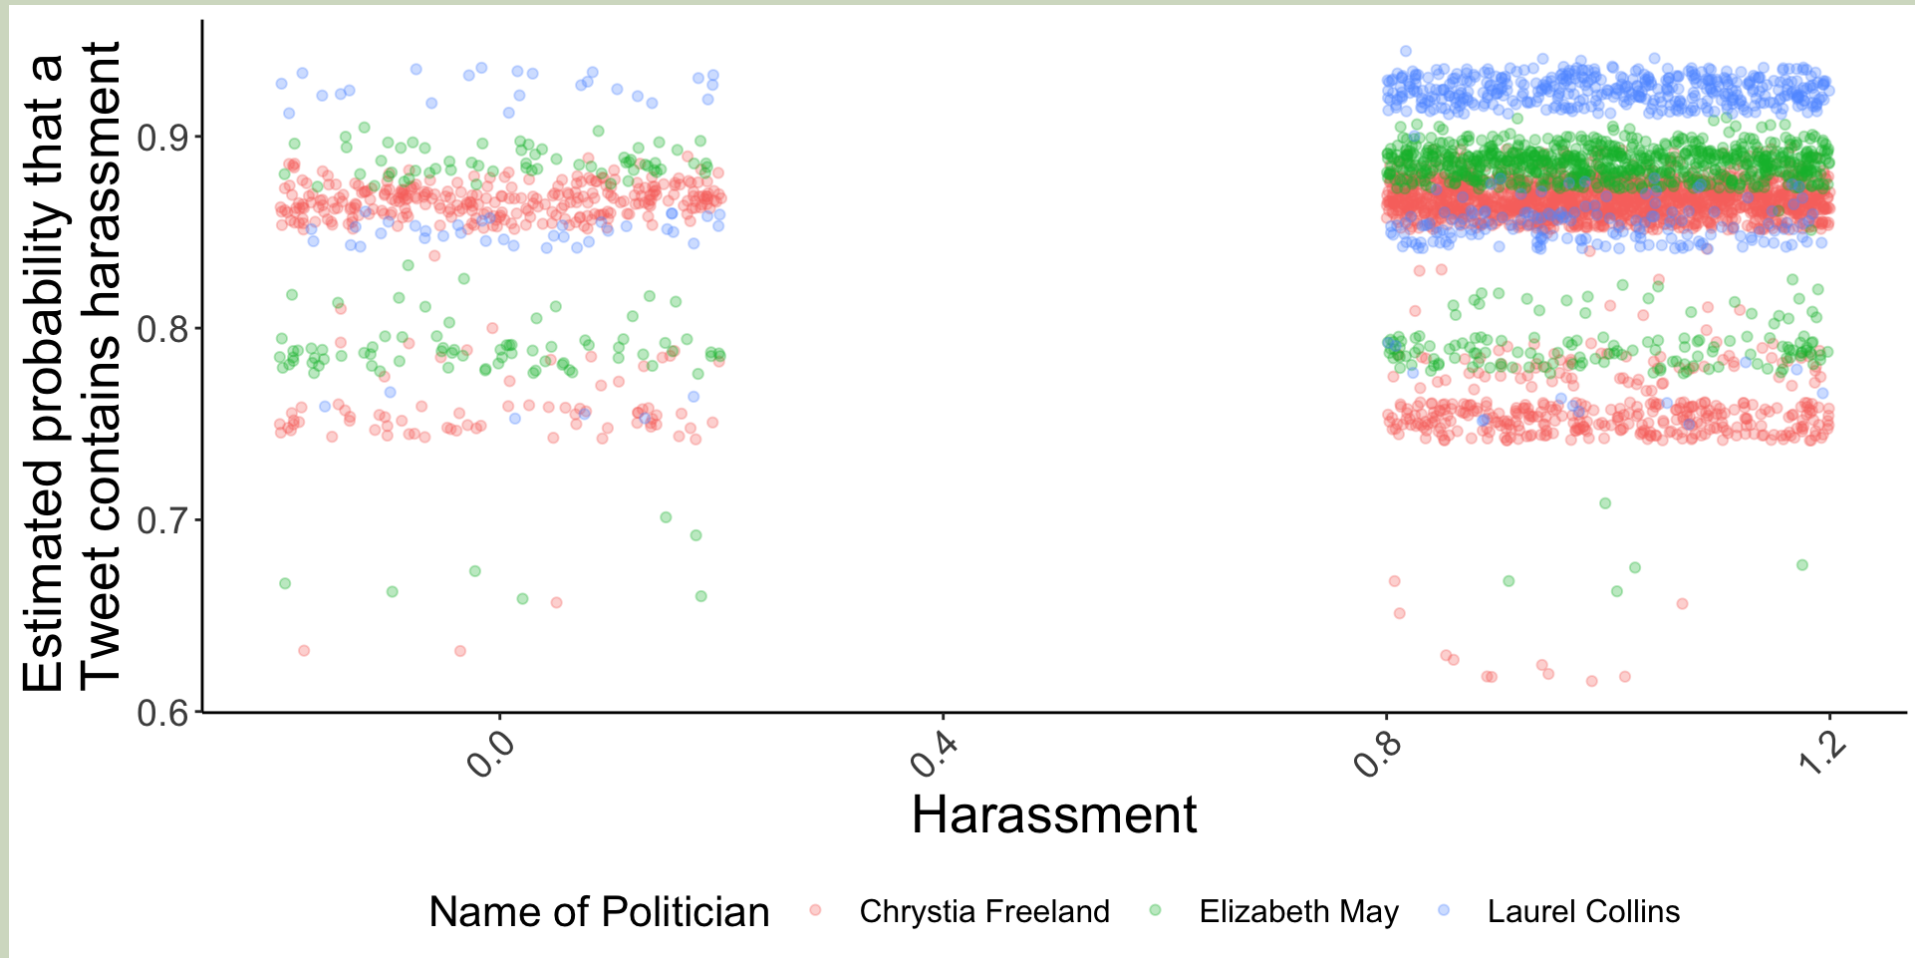 Estimated probability that a
Tweet contains harassment
0.9
0.8
0.7
0.6
0.0
0.4
0.8
1.2
Harassment
Name of Politician Chrystia Freeland Elizabeth May Laurel Collins